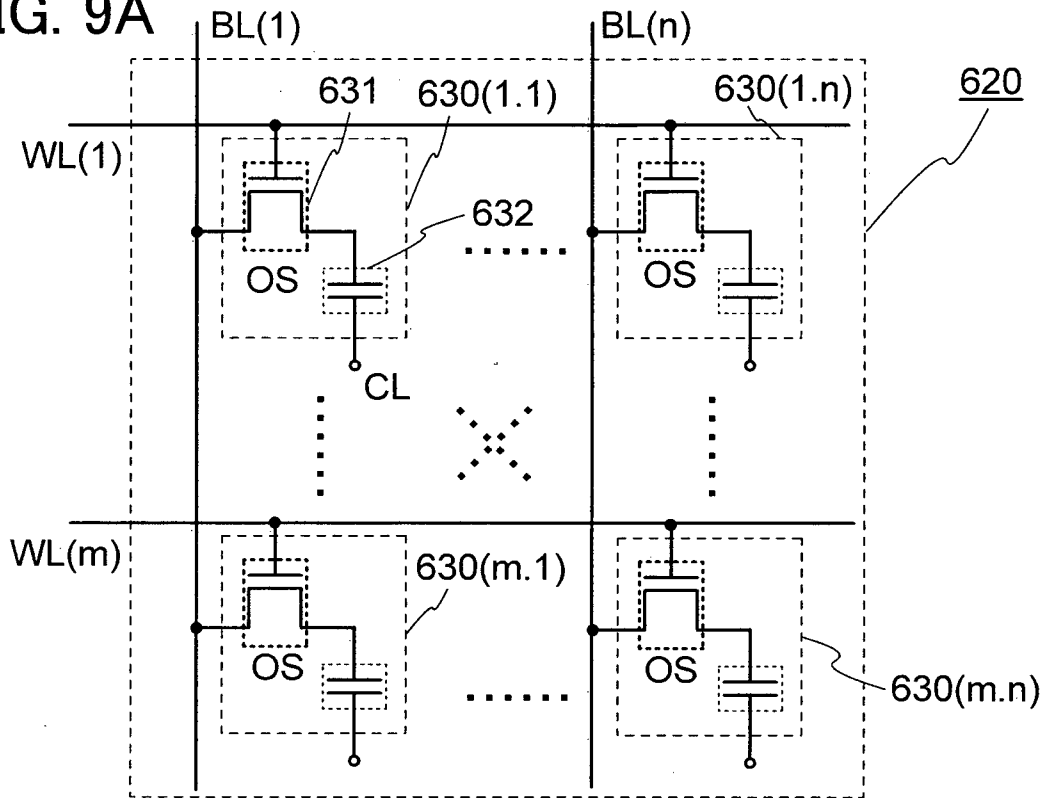 FIG. 9A
BL(1)
BL(n)
631
630(1.1)
630(1.n)
620
WL(1)
632
OS
OS
CL
WL(m)
630(m.1)
OS
OS
630(m.n)